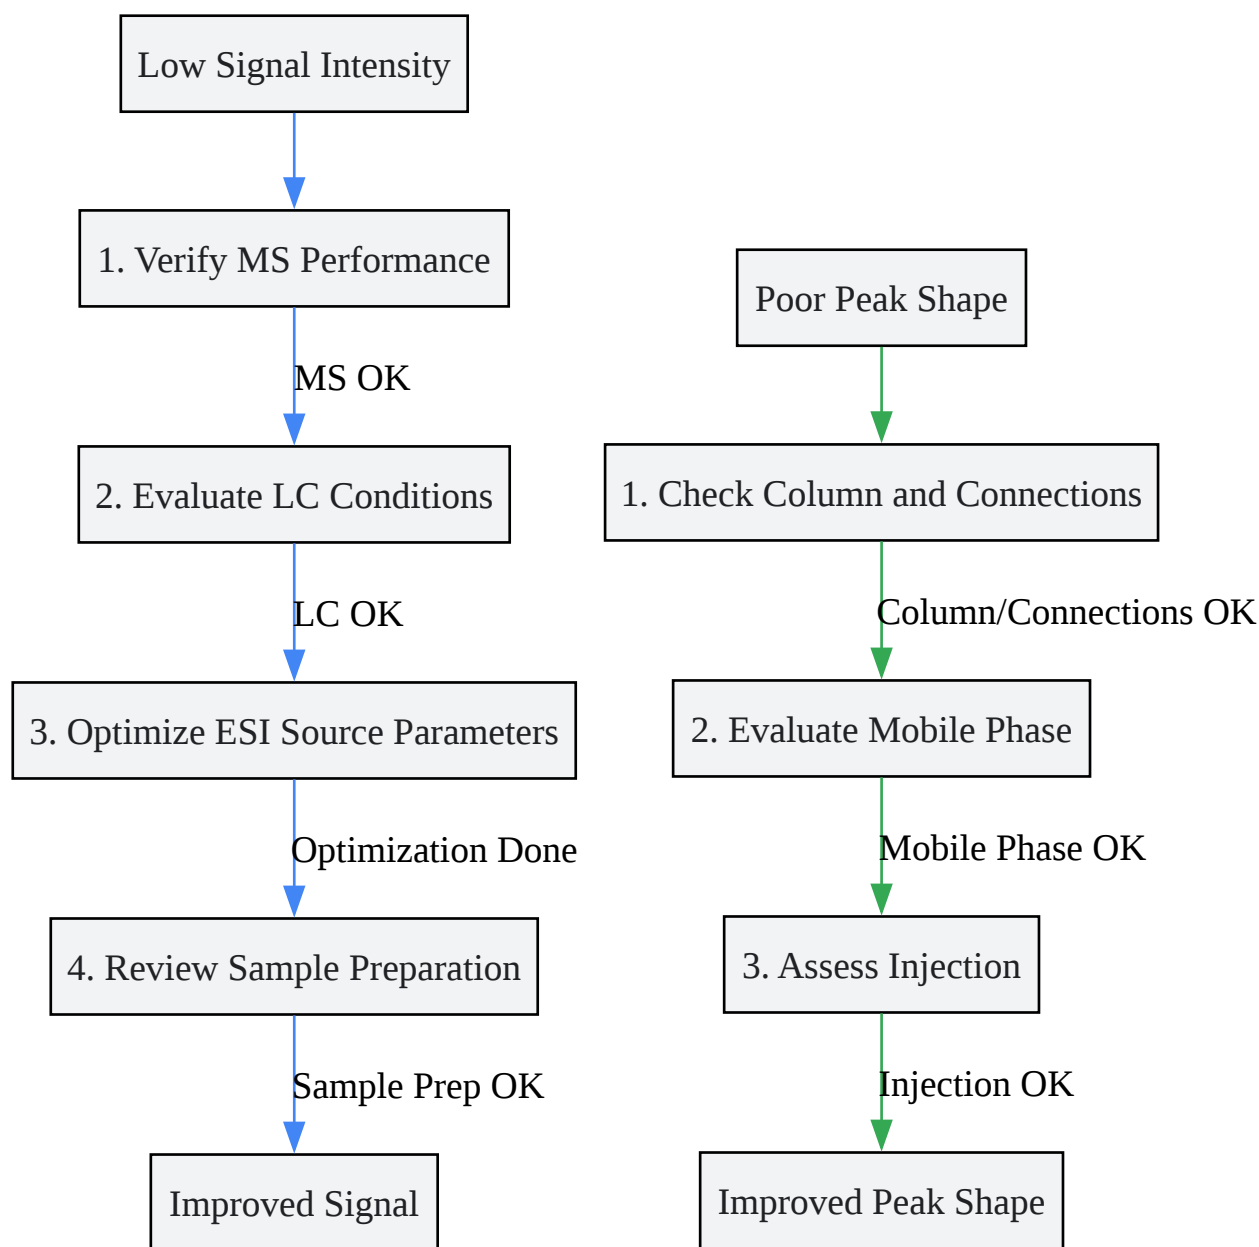 Low Signal Intensity
1. Verify MS Performance
MS OK
2. Evaluate LC Conditions
LC OK
3. Optimize ESI Source Parameters
Optimization Done
4. Review Sample Preparation
Sample Prep OK
Improved Signal
Poor Peak Shape
1. Check Column and Connections
Column/Connections OK
2. Evaluate Mobile Phase
Mobile Phase OK
3. Assess Injection
Injection OK
Improved Peak Shape